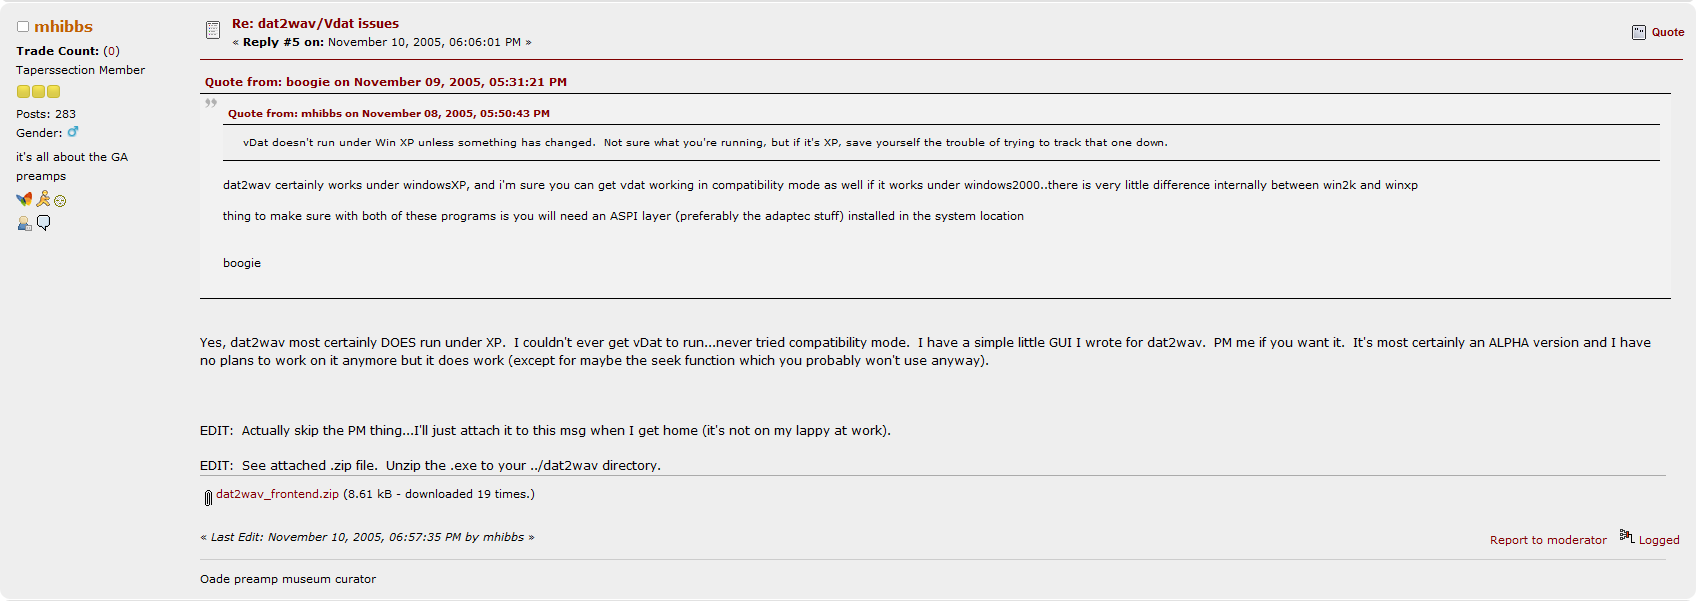 mhibbs
Trade Count: (0)
Taperssection Member
Posts: 283
Gender:
it's all about the GA
preamps
Re: dat2wav/Vdat issues
« Reply #5 on: November 10, 2005, 06:06:01 PM »
Quote
Quote from: boogie on November 09, 2005, 05:31:21 PM
Quote from: mhibbs on November 08, 2005, 05:50:43 PM
vDat doesn't run under Win XP unless something has changed.  Not sure what you're running, but if it's XP, save yourself the trouble of trying to track that one down.
dat2wav certainly works under windowsXP, and i'm sure you can get vdat working in compatibility mode as well if it works under windows2000..there is very little difference internally between win2k and winxp
thing to make sure with both of these programs is you will need an ASPI layer (preferably the adaptec stuff) installed in the system location
boogie
Yes, dat2wav most certainly DOES run under XP.  I couldn't ever get vDat to run...never tried compatibility mode.  I have a simple little GUI I wrote for dat2wav.  PM me if you want it.  It's most certainly an ALPHA version and I have
no plans to work on it anymore but it does work (except for maybe the seek function which you probably won't use anyway).
EDIT:  Actually skip the PM thing...I'll just attach it to this msg when I get home (it's not on my lappy at work).
EDIT:  See attached .zip file.  Unzip the .exe to your ../dat2wav directory.
dat2wav_frontend.zip (8.61 kB - downloaded 19 times.)
« Last Edit: November 10, 2005, 06:57:35 PM by mhibbs »
Report to moderator
Logged
Oade preamp museum curator